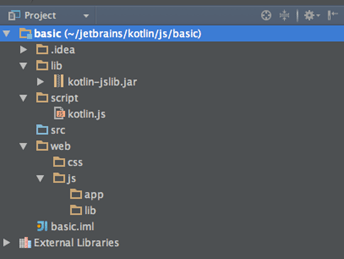 Project
basic (~/jetbrains/kotlin/js/basic)
.idea
lib
kotlin-jslib.jar
script
kotlin.js
src
web
css
js
app
lib
basic.iml
External Libraries